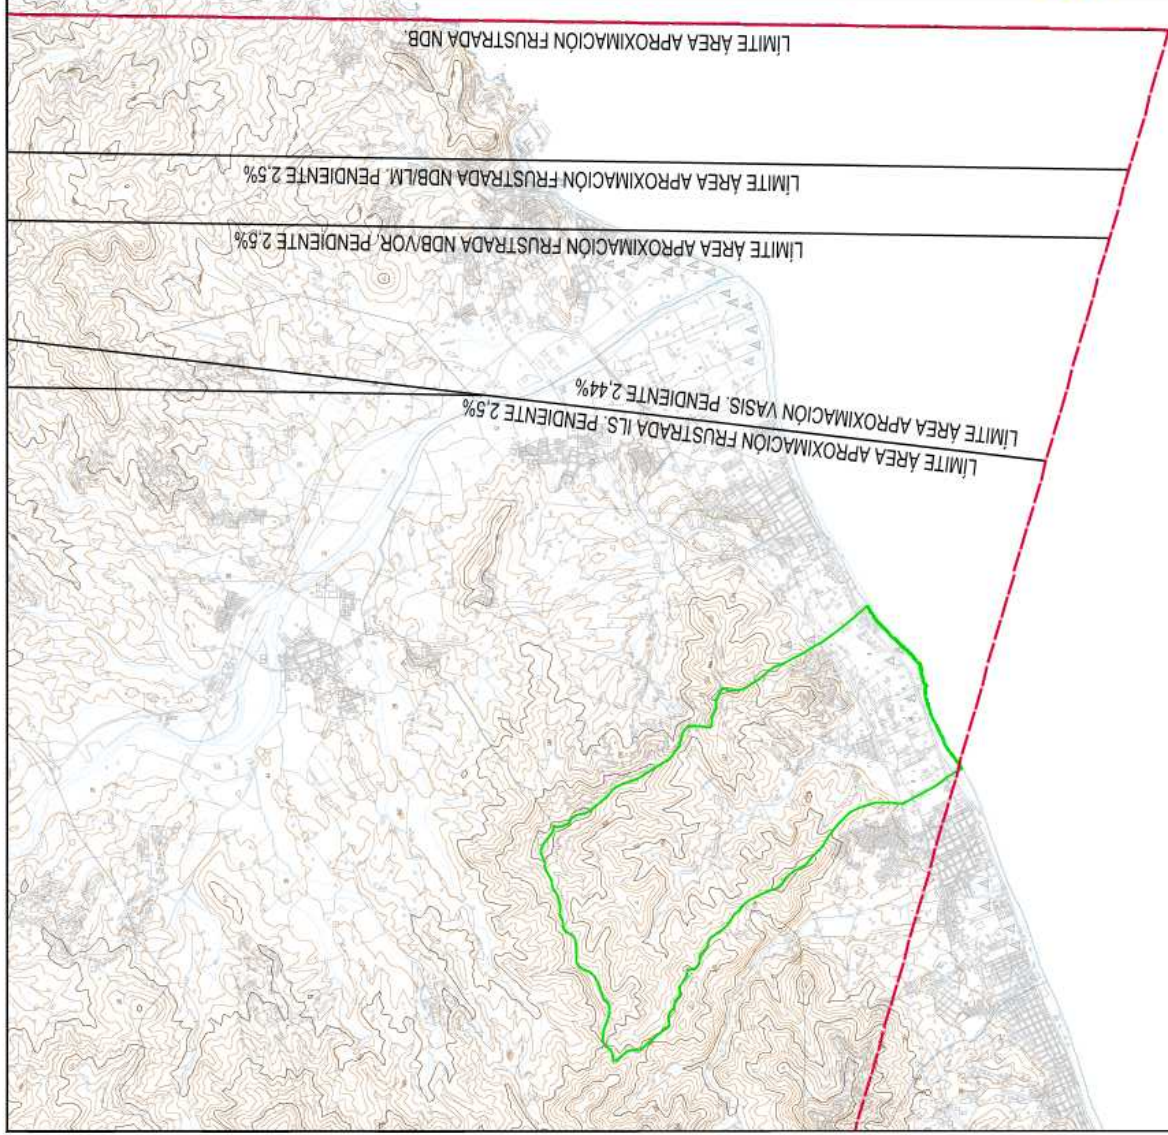 LÍMITE ÁREA APROXIMACIÓN FRUSTRADA NDB.
LÍMITE ÁREA APROXIMACIÓN FRUSTRADA NDB/LM. PENDIENTE 2,5%
LÍMITE ÁREA APROXIMACIÓN FRUSTRADA NDB/VOR. PENDIENTE 2,5%
LÍMITE ÁREA APROXIMACIÓN VASIS. PENDIENTE 2,44%
LÍMITE ÁREA APROXIMACIÓN FRUSTRADA ILS. PENDIENTE 2,5%